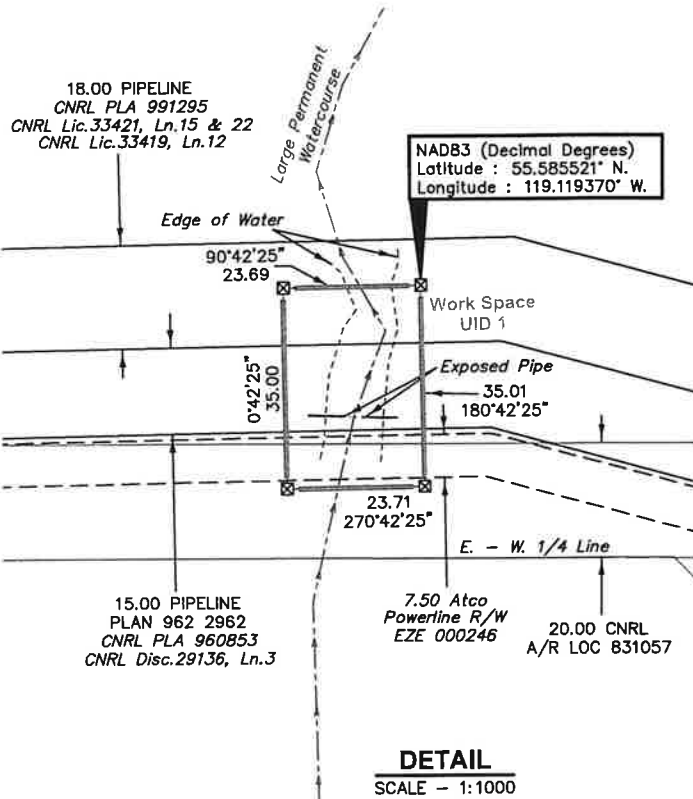 18.00 PIPELINE
CNRL PLA 991295
CNRL Lic.33421, Ln.15 & 22
CNRL Lic.33419, Ln.12
Large Permanent
Watercourse
NAD83 (Decimal Degrees)
Latitude : 55.585521° N.
Longitude : 119.119370° W.
Edge of Water
90°42'25"
23.69
Work Space
UID 1
0°42'25"
35.00
Exposed Pipe
35.01
180°42'25"
23.71
270°42'25"
E. - W. 1/4 Line
15.00 PIPELINE
PLAN 962 2962
CNRL PLA 960853
CNRL Disc.29136, Ln.3
7.50 Atco
Powerline R/W
EZE 000246
20.00 CNRL
A/R LOC 831057
DETAIL
SCALE - 1:1000